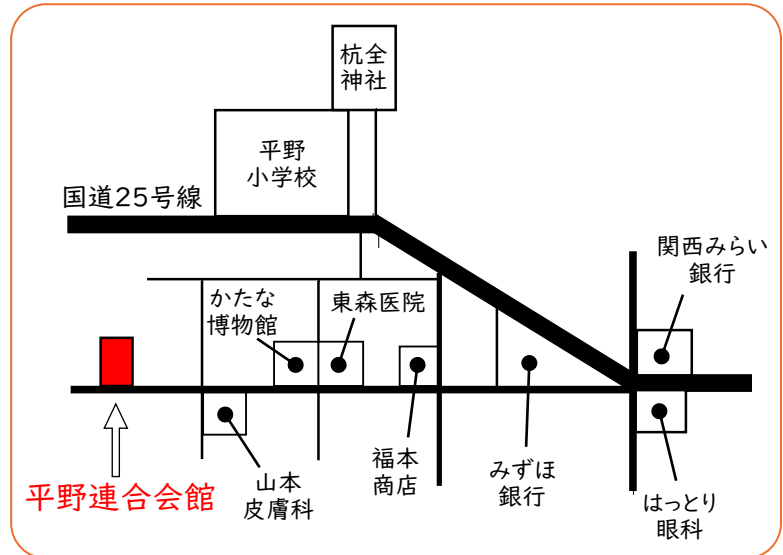 杭全
神社
平野
小学校
国道25号線
関西みらい
銀行
かたな
博物館
東森医院
福本
商店
みずほ
銀行
山本
皮膚科
はっとり
眼科
平野連合会館